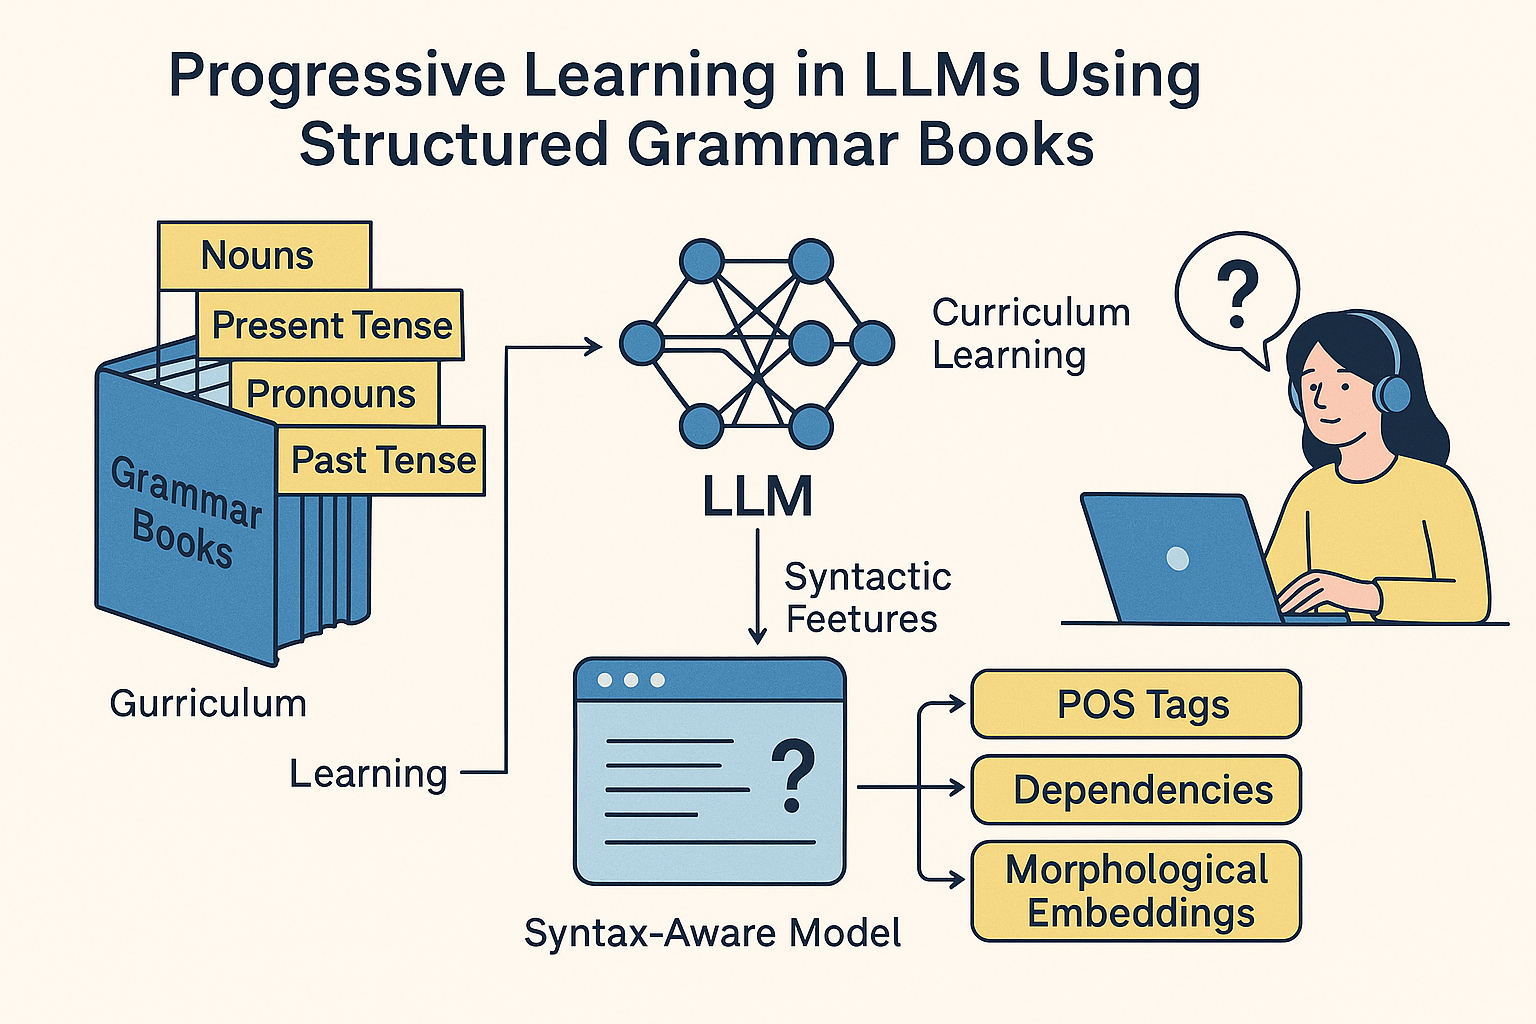 Progressive Learning in LLMs Using
Structured Grammar Books
Nouns
Present Tense
Pronouns
Past Tense
Grammar
Books
Gurriculum
Learning
LLM
Curriculum
Learning
?
Syntactic
Feetures
?
Syntax-Aware Model
POS Tags
Dependencies
Morphological
Embeddings